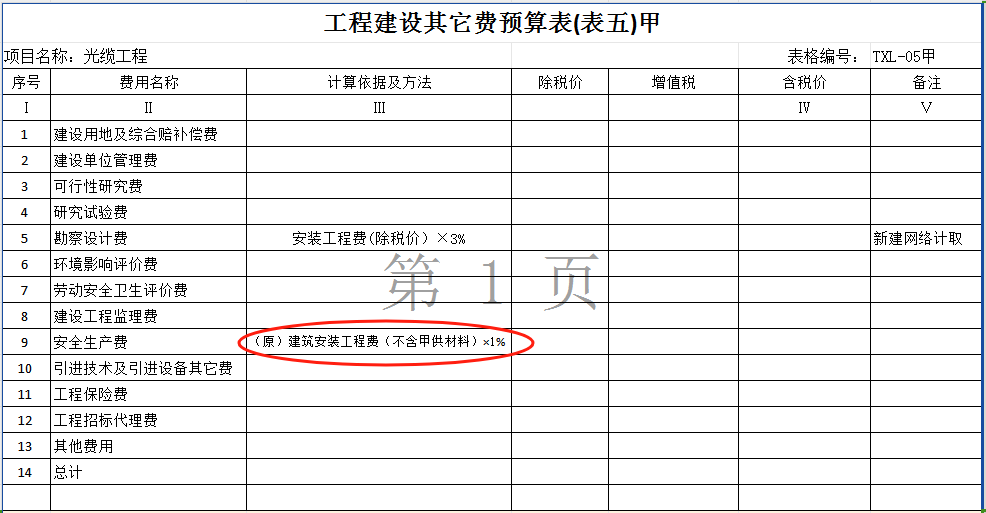 工程建设其它费预算表(表五)甲
项目名称：光缆工程 表格编号： TXL-05甲
序号 费用名称 计算依据及方法 除税价 增值税 含税价 备注
Ⅰ Ⅱ Ⅲ Ⅳ Ⅴ
1 建设用地及综合赔补偿费
2 建设单位管理费
3 可行性研究费
4 研究试验费
5 勘察设计费 安装工程费(除税价）×3% 新建网络计取
6 环境影响评价费
第 1 页
7 劳动安全卫生评价费
8 建设工程监理费
9 安全生产费 （原）建筑安装工程费（不含甲供材料）×1%
10 引进技术及引进设备其它费
11 工程保险费
12 工程招标代理费
13 其他费用
14 总计